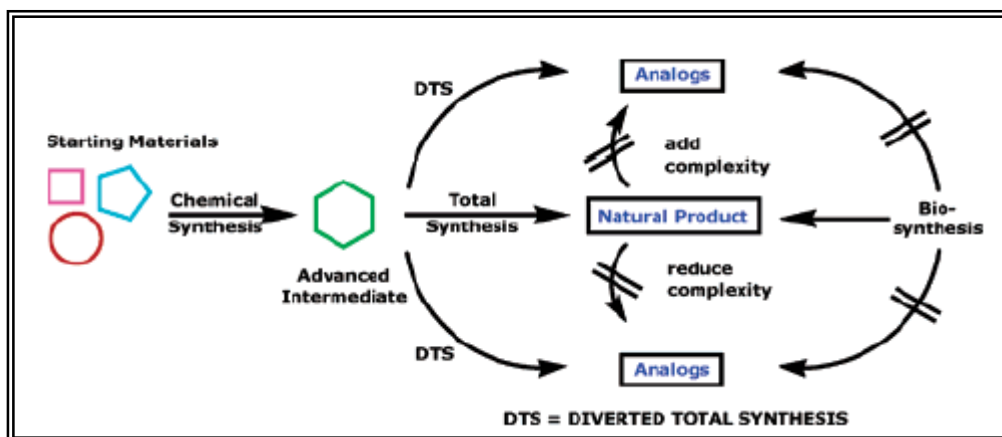 Analogs
DTS
Starting Materials
add
complexity
Chemical
Synthesis
Total
Synthesis
Natural Product
Bio-
synthesis
Advanced
Intermediate
reduce
complexity
DTS
Analogs
DTS = DIVERTED TOTAL SYNTHESIS